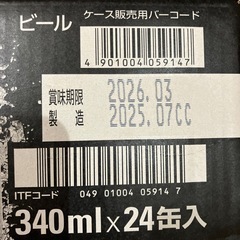 ビール
ケース販売用バーコード
4 901004 059147
賞味期限 2026.03
製造 2025.07CC
ITFコード 049 01004 05914 7
340ml×24缶入